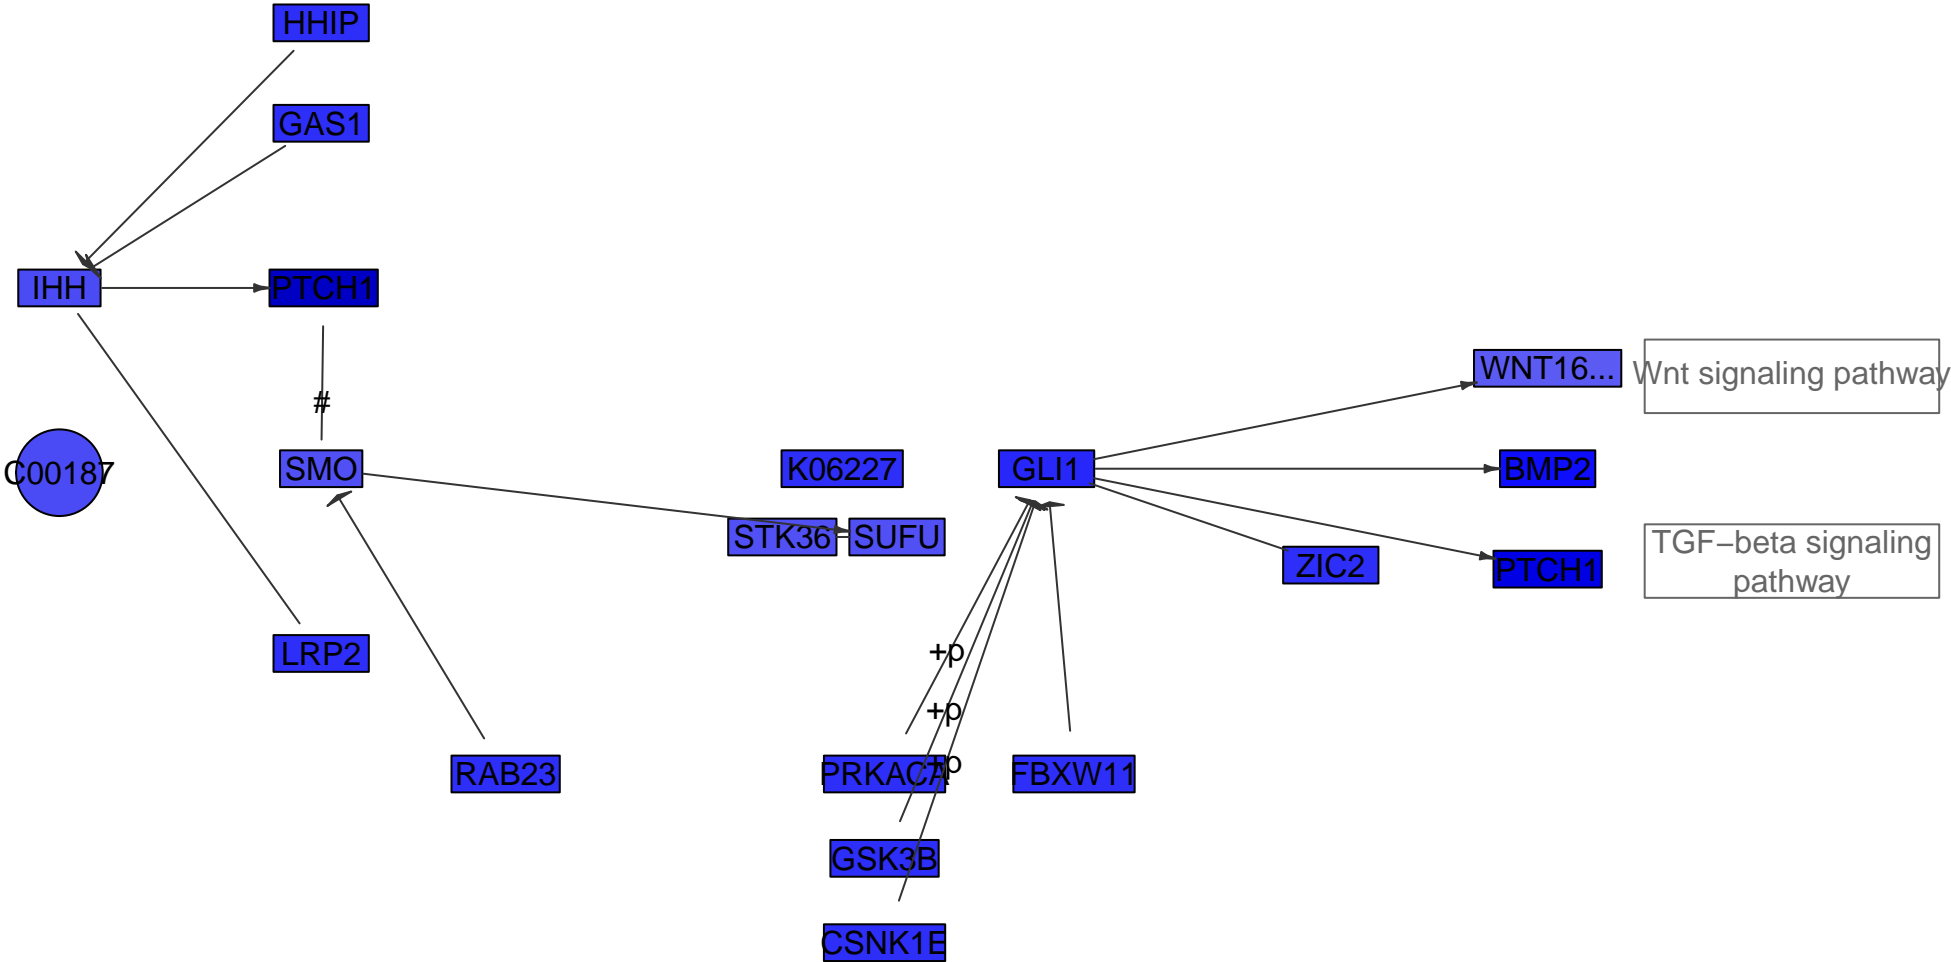 HHIP
GAS1
IHH
PTCH1
WNT16...
Wnt signaling pathway
#
C00187
SMO
K06227
GLI1
BMP2
STK36
SUFU
ZIC2
PTCH1
TGF−beta signaling
pathway
LRP2
+p
+p
+p
RAB23
PRKACA
FBXW11
GSK3B
CSNK1E